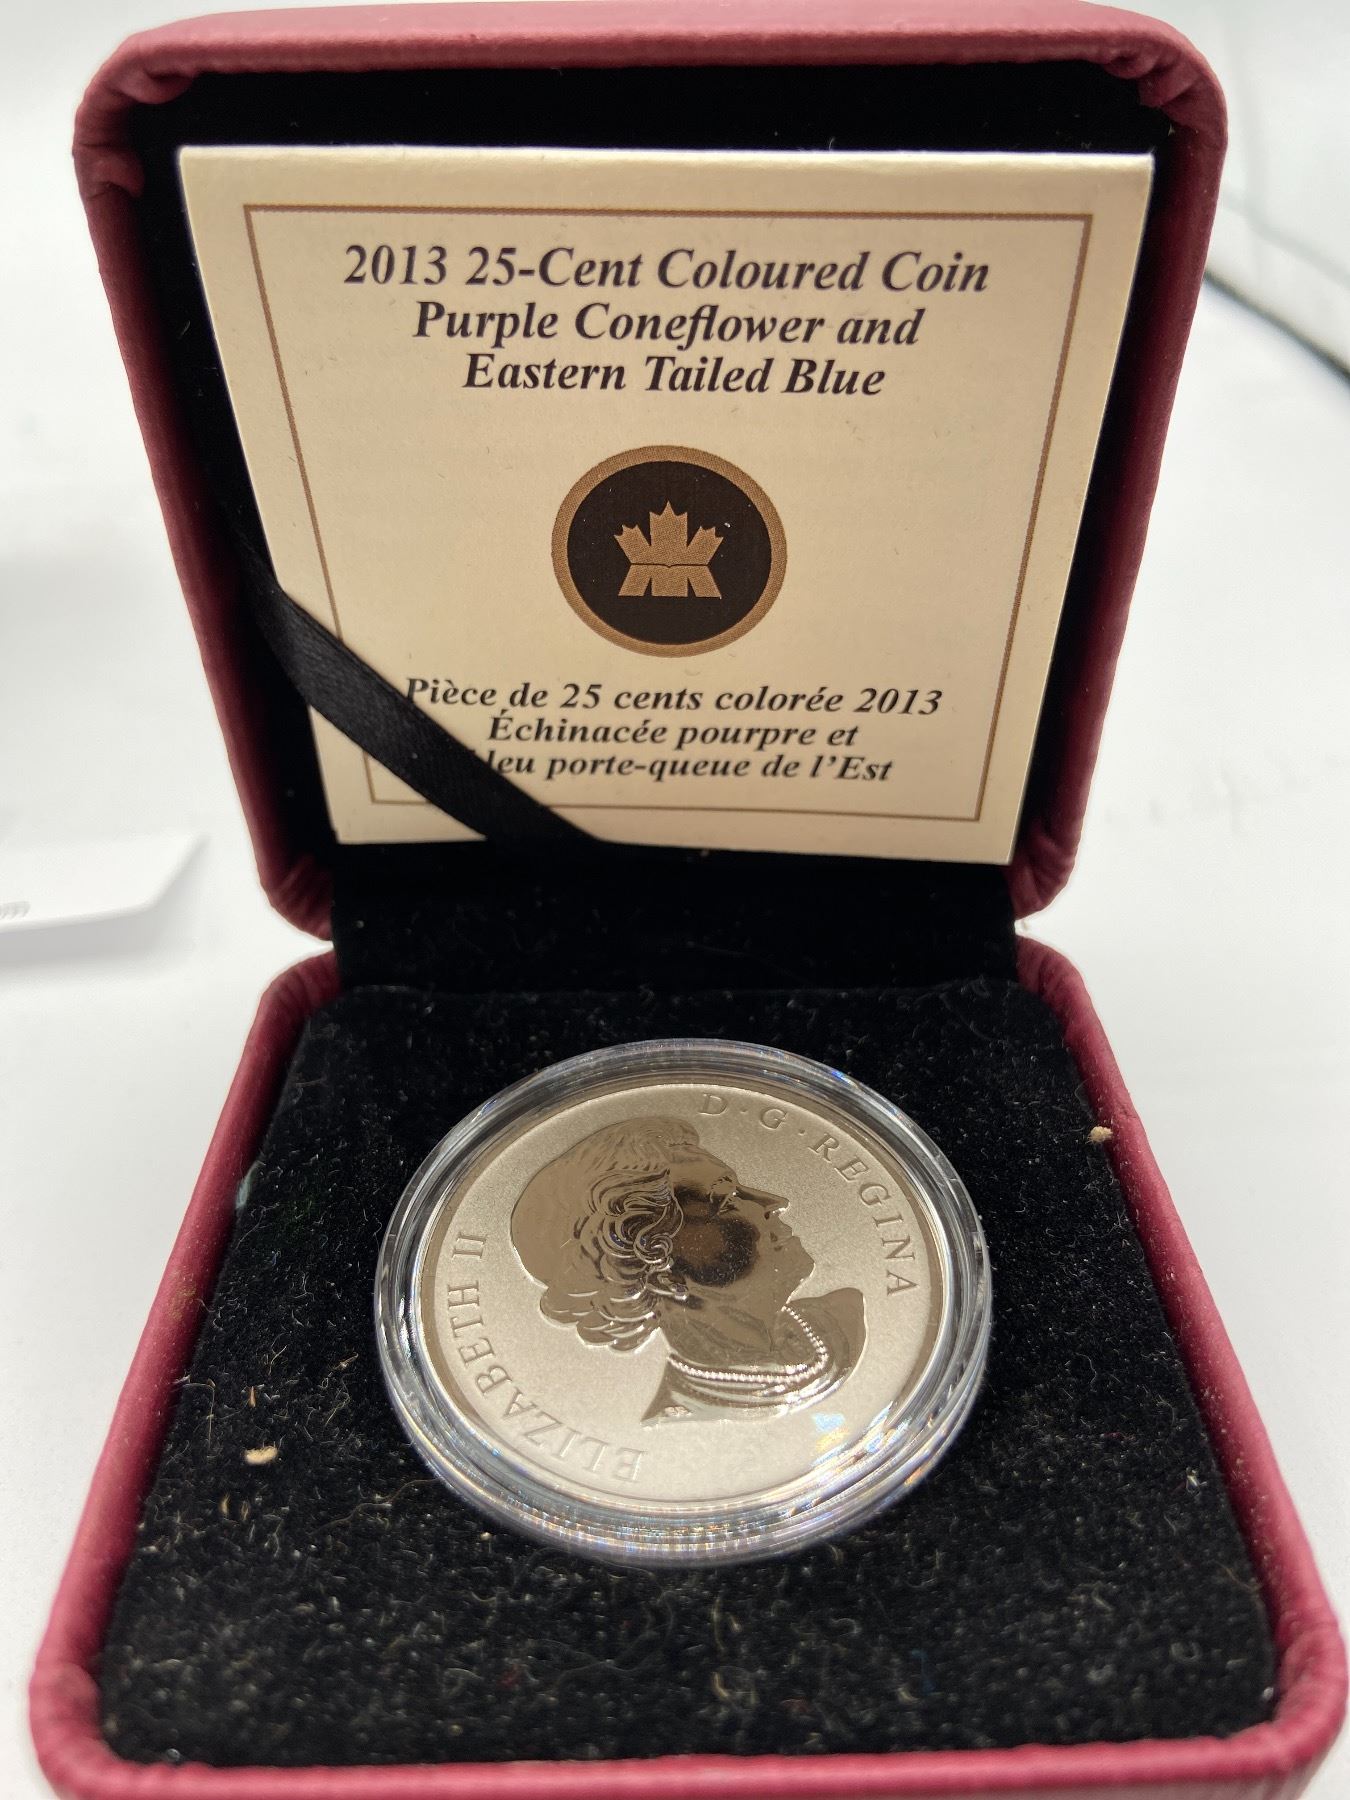 2013 25-Cent Coloured Coin
Purple Coneflower and
Eastern Tailed Blue
Pièce de 25 cents colorée 2013
Échinacée pourpre et
porte-queue de l'Est
ELIZABETH II
D·G·REGINA